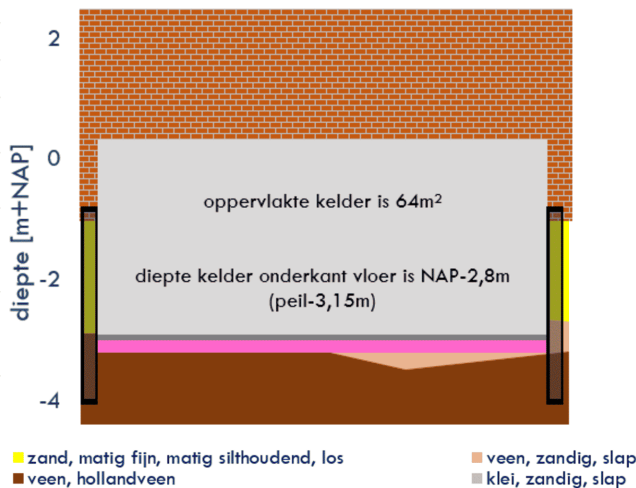 2
0
-2
-4
diepte [m+NAP]
oppervlakte kelder is 64m²
diepte kelder onderkant vloer is NAP-2,8m
(peil-3,15m)
zand, matig fijn, matig silthoudend, los
veen, zandig, slap
veen, hollandveen
klei, zandig, slap